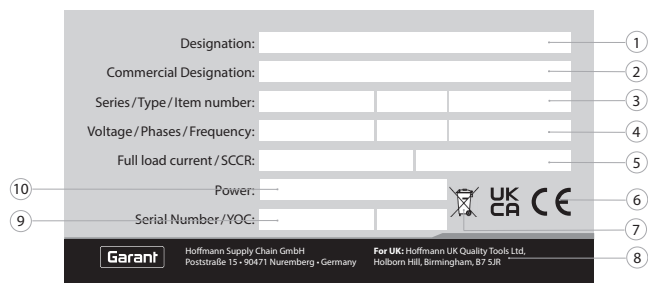 Designation:
1
Commercial Designation:
2
Series/Type/Item number:
3
Voltage/Phases/Frequency:
4
Full load current/SCCR:
5
10
Power:
UK
CA
CE
6
9
Serial Number/YOC:
7
Garant
Hoffmann Supply Chain GmbH
Poststraße 15 • 90471 Nuremberg • Germany
For UK: Hoffmann UK Quality Tools Ltd,
Holborn Hill, Birmingham, B7 5JR
8